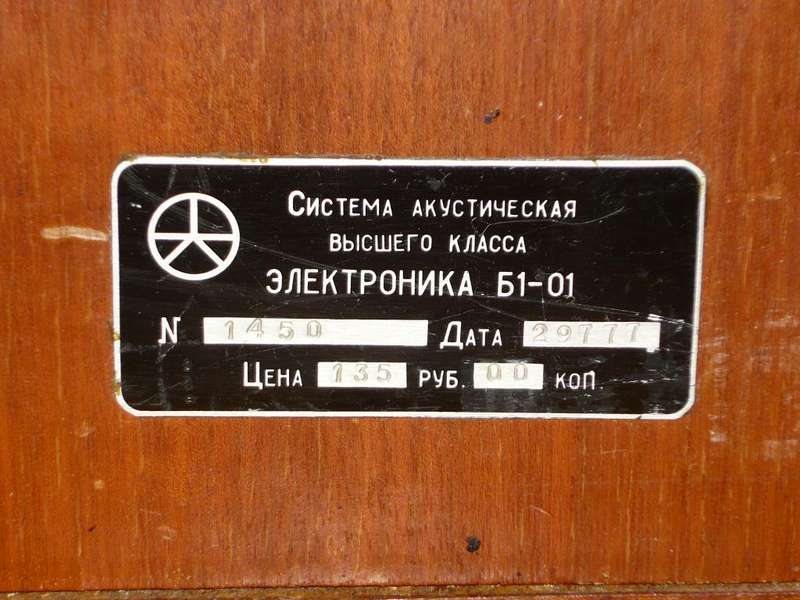 Система акустическая
высшего класса
ЭЛЕКТРОНИКА Б1-01
N 1450 Дата 29777
Цена 135 руб. 00 коп.